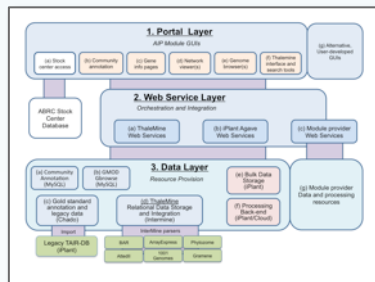 1. Portal Layer
AIP Module GUIs
(a) Stock
center access
(b) Community
annotation
(c) Gene
info pages
(d) Network
viewer(s)
(e) Genome
browser(s)
(f) Thalemine
interface and
search tools
(g) Alternative,
User developed
GUIs
ABRC Stock
Center
Database
2. Web Service Layer
Orchestration and Integration
(a) ThaleMine
Web Services
(b) iPlant Agave
Web Services
(c) Module provider
Web Services
3. Data Layer
Resource Provision
(a) Community
Annotation
(MySQL)
(b) GMOD
Gbrowse
(MySQL)
(c) Gold standard
annotation and
legacy data
(Chado)
(d) ThaleMine
Relational Data Storage
and Integration
(Intermine)
(e) Bulk Data
Storage
(iPlant)
(f) Processing
Back-end
(iPlant/Cloud)
(g) Module provider
Data and processing
resources
Import
InterMine parsers
Legacy TAIR-DB
(iPlant)
BAR
ArrayExpress
Phytozome
1001
Genomes
Gramene